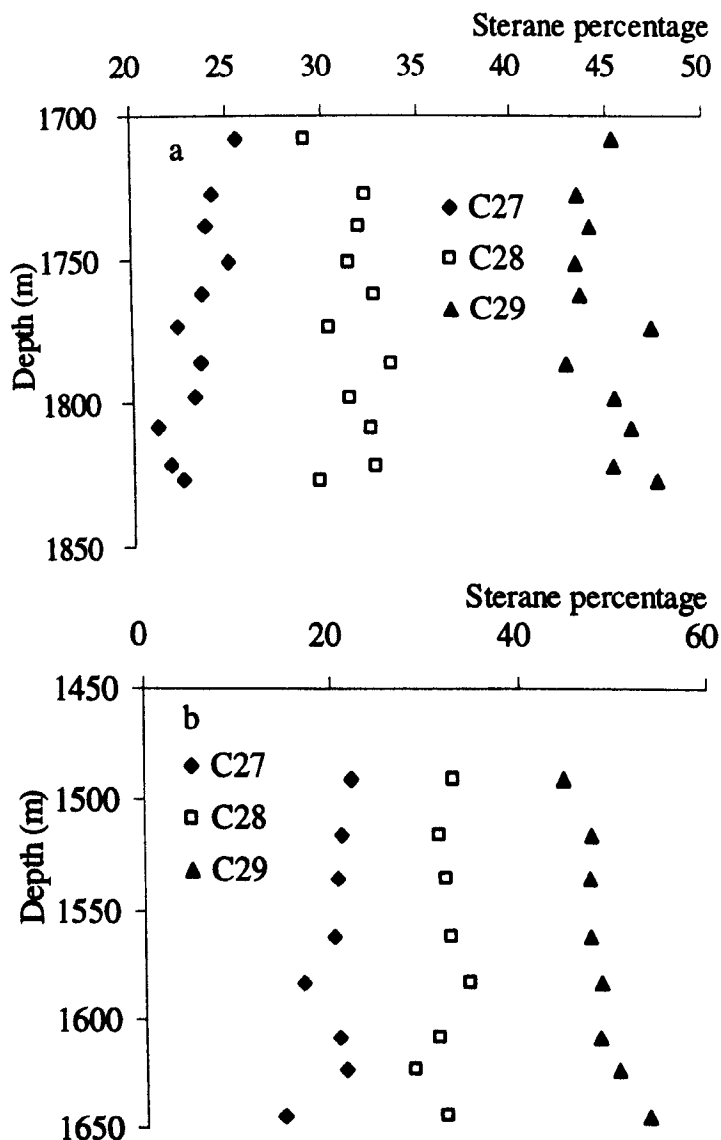 Sterane percentage
20 25 30 35 40 45 50
1700
a
C27
1750
C28
C29
Depth (m)
1800
1850
Sterane percentage
0 20 40 60
1450
b
C27
1500
C28
C29
Depth (m)
1550
1600
1650